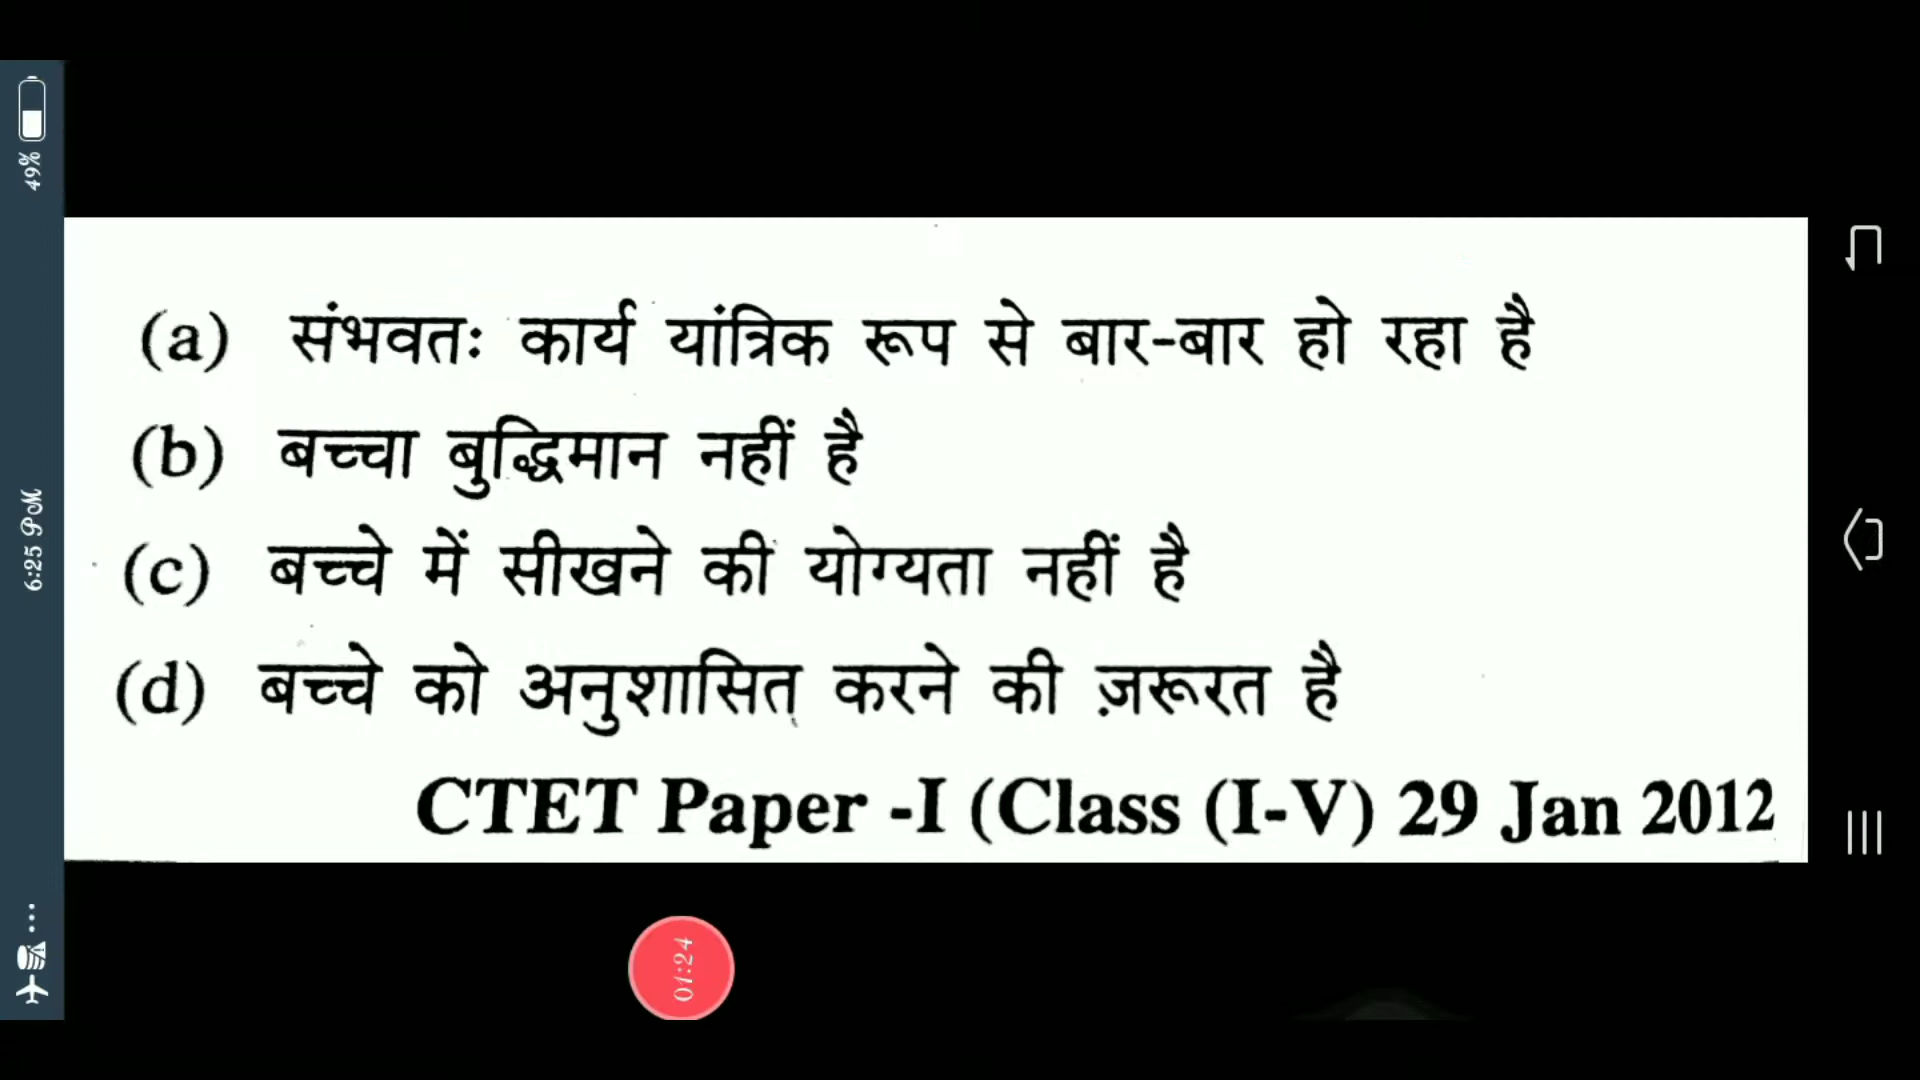 (a) संभवतः कार्य यांत्रिक रूप से बार-बार हो रहा है
(b) बच्चा बुद्धिमान नहीं है
(c) बच्चे में सीखने की योग्यता नहीं है
(d) बच्चे को अनुशासित करने की ज़रूरत है
CTET Paper -I (Class (I-V) 29 Jan 2012
49%
6:25 PM
01:24